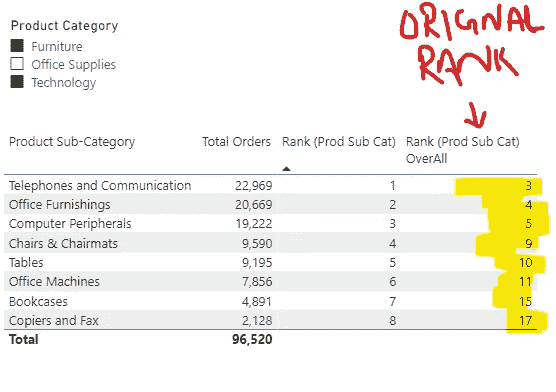 Product Category
Furniture
Office Supplies
Technology
ORIGNAL
RANK
Product Sub-Category Total Orders Rank (Prod Sub Cat) Rank (Prod Sub Cat)
OverAll
Telephones and Communication 22,969 1 3
Office Furnishings 20,669 2 4
Computer Peripherals 19,222 3 5
Chairs & Chairmats 9,590 4 9
Tables 9,195 5 10
Office Machines 7,856 6 11
Bookcases 4,891 7 15
Copiers and Fax 2,128 8 17
Total 96,520